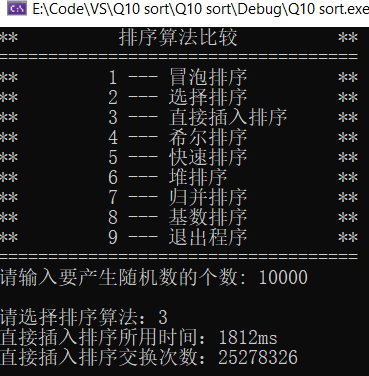 E:\Code\VS\Q10 sort\Q10 sort\Debug\Q10 sort.exe
** 排序算法比较 **
=====================================
** 1 --- 冒泡排序 **
** 2 --- 选择排序 **
** 3 --- 直接插入排序 **
** 4 --- 希尔排序 **
** 5 --- 快速排序 **
** 6 --- 堆排序 **
** 7 --- 归并排序 **
** 8 --- 基数排序 **
** 9 --- 退出程序 **
=====================================
请输入要产生随机数的个数: 10000
请选择排序算法: 3
直接插入排序所用时间: 1812ms
直接插入排序交换次数: 25278326